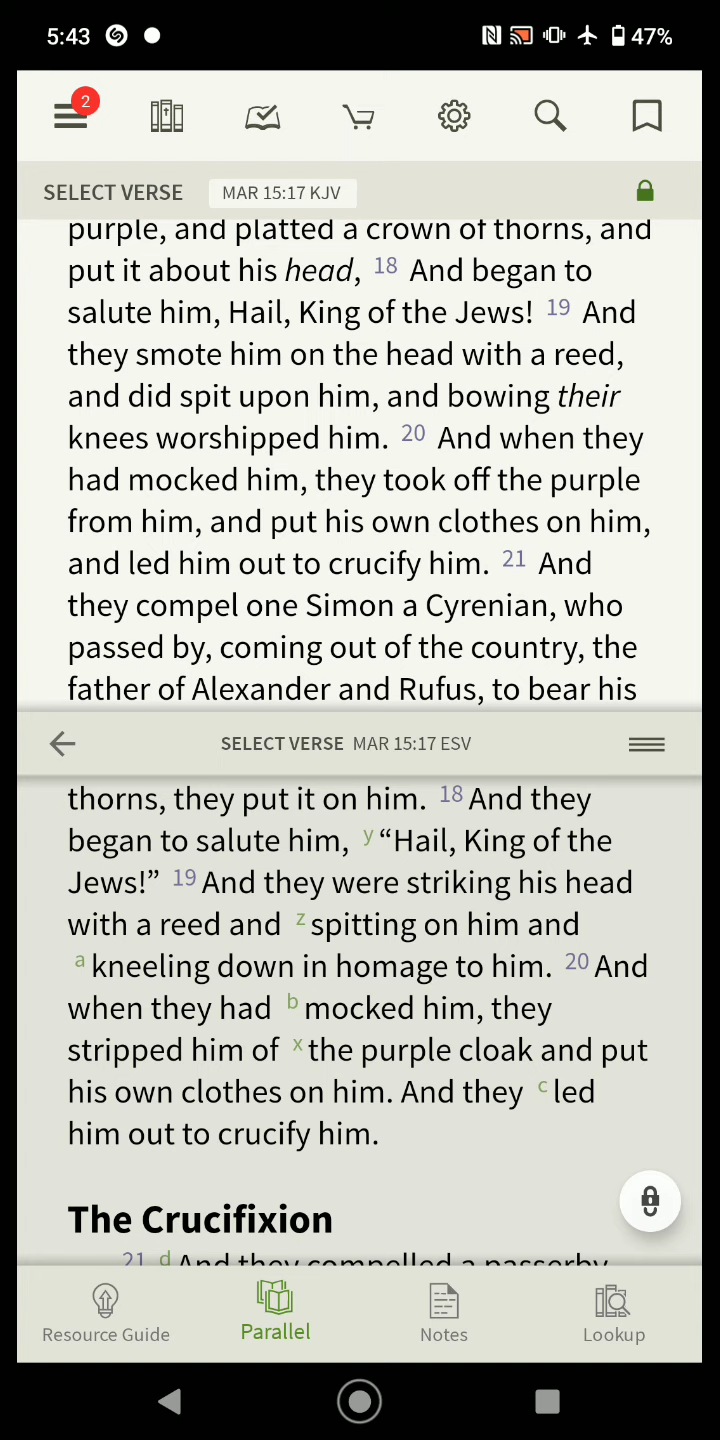 5:43
47%
2
SELECT VERSE MAR 15:17 KJV
purple, and platted a crown of thorns, and
put it about his head, 18 And began to
salute him, Hail, King of the Jews! 19 And
they smote him on the head with a reed,
and did spit upon him, and bowing their
knees worshipped him. 20 And when they
had mocked him, they took off the purple
from him, and put his own clothes on him,
and led him out to crucify him. 21 And
they compel one Simon a Cyrenian, who
passed by, coming out of the country, the
father of Alexander and Rufus, to bear his
SELECT VERSE MAR 15:17 ESV
thorns, they put it on him. 18 And they
began to salute him, y “Hail, King of the
Jews!” 19 And they were striking his head
with a reed and z spitting on him and
a kneeling down in homage to him. 20 And
when they had b mocked him, they
stripped him of x the purple cloak and put
his own clothes on him. And they c led
him out to crucify him.
The Crucifixion
21 d And they compelled a passerby,
Resource Guide
Parallel
Notes
Lookup